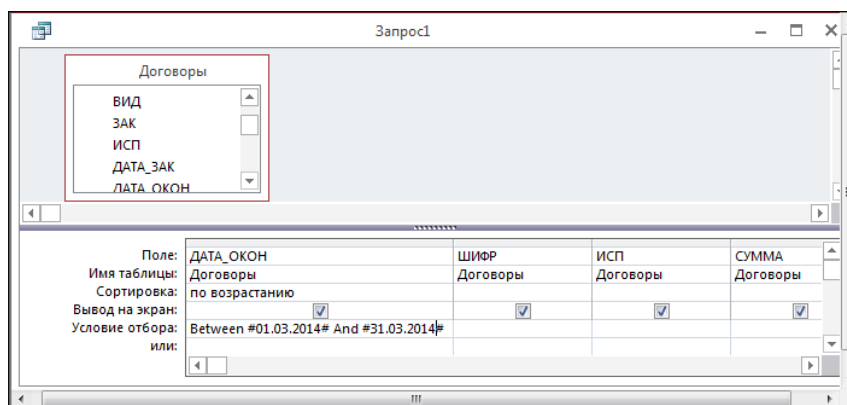 Запрос1
Договоры
ВИД
ЗАК
ИСП
ДАТА_ЗАК
ДАТА_ОКОН
Поле: ДАТА_ОКОН ШИФР ИСП СУММА
Имя таблицы: Договоры Договоры Договоры Договоры
Сортировка: по возрастанию
Вывод на экран:
Условие отбора: Between #01.03.2014# And #31.03.2014#
или: